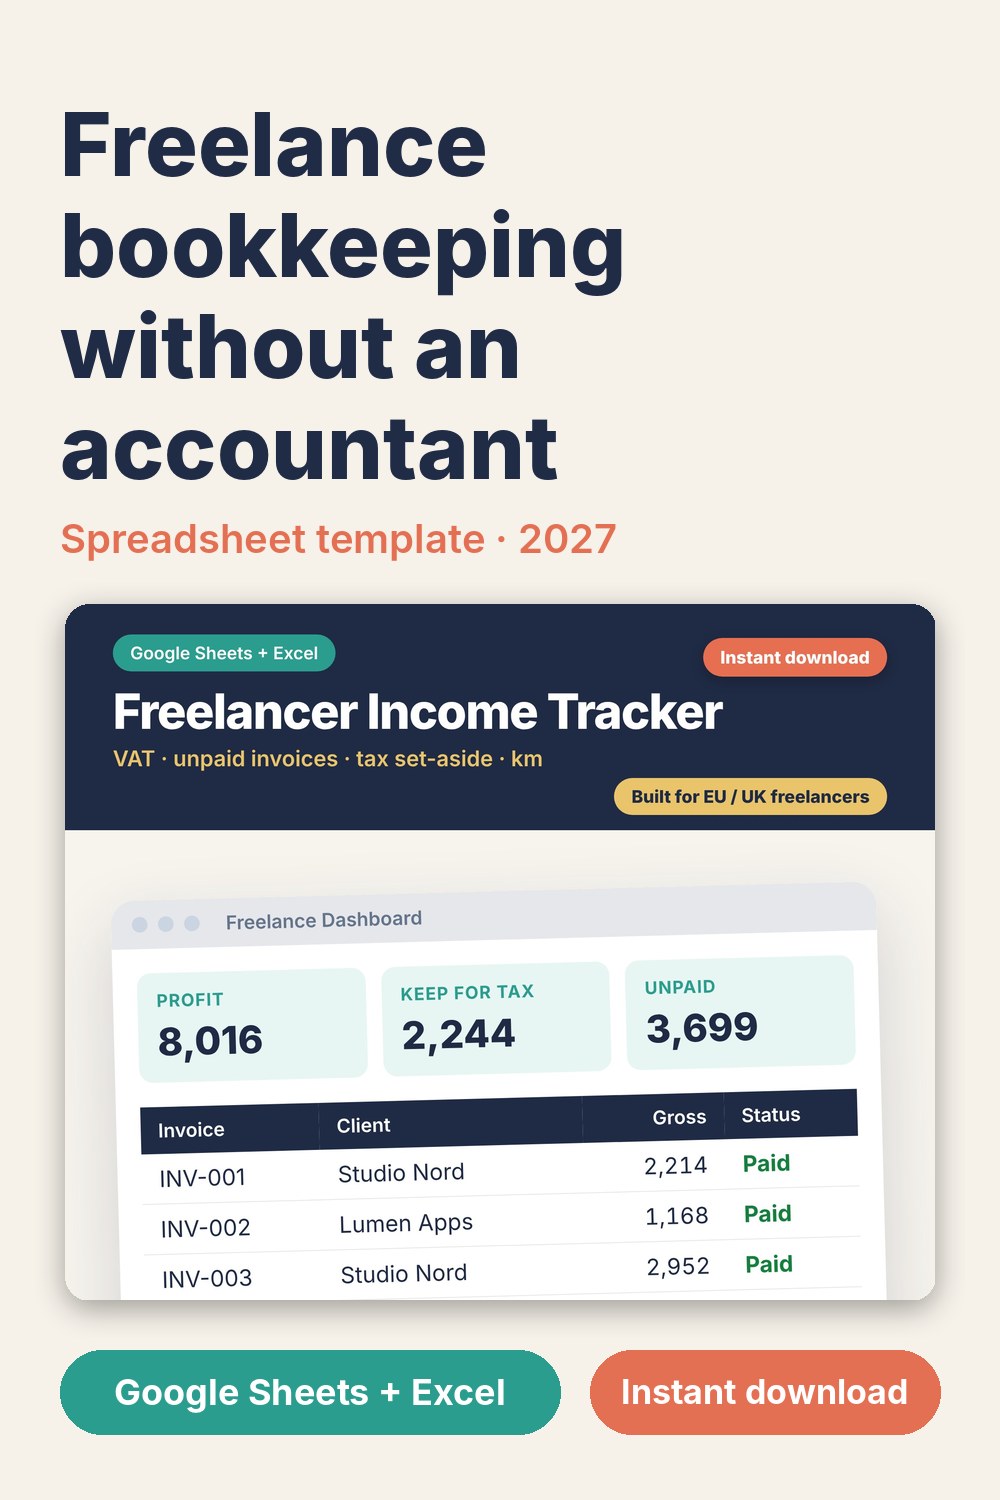 Freelance
bookkeeping
without an
accountant
Spreadsheet template · 2027
Google Sheets + Excel
Instant download
Freelancer Income Tracker
VAT · unpaid invoices · tax set-aside · km
Built for EU / UK freelancers
Freelance Dashboard
PROFIT KEEP FOR TAX UNPAID
8,016 2,244 3,699
Invoice Client Gross Status
INV-001 Studio Nord 2,214 Paid
INV-002 Lumen Apps 1,168 Paid
INV-003 Studio Nord 2,952 Paid
Google Sheets + Excel
Instant download